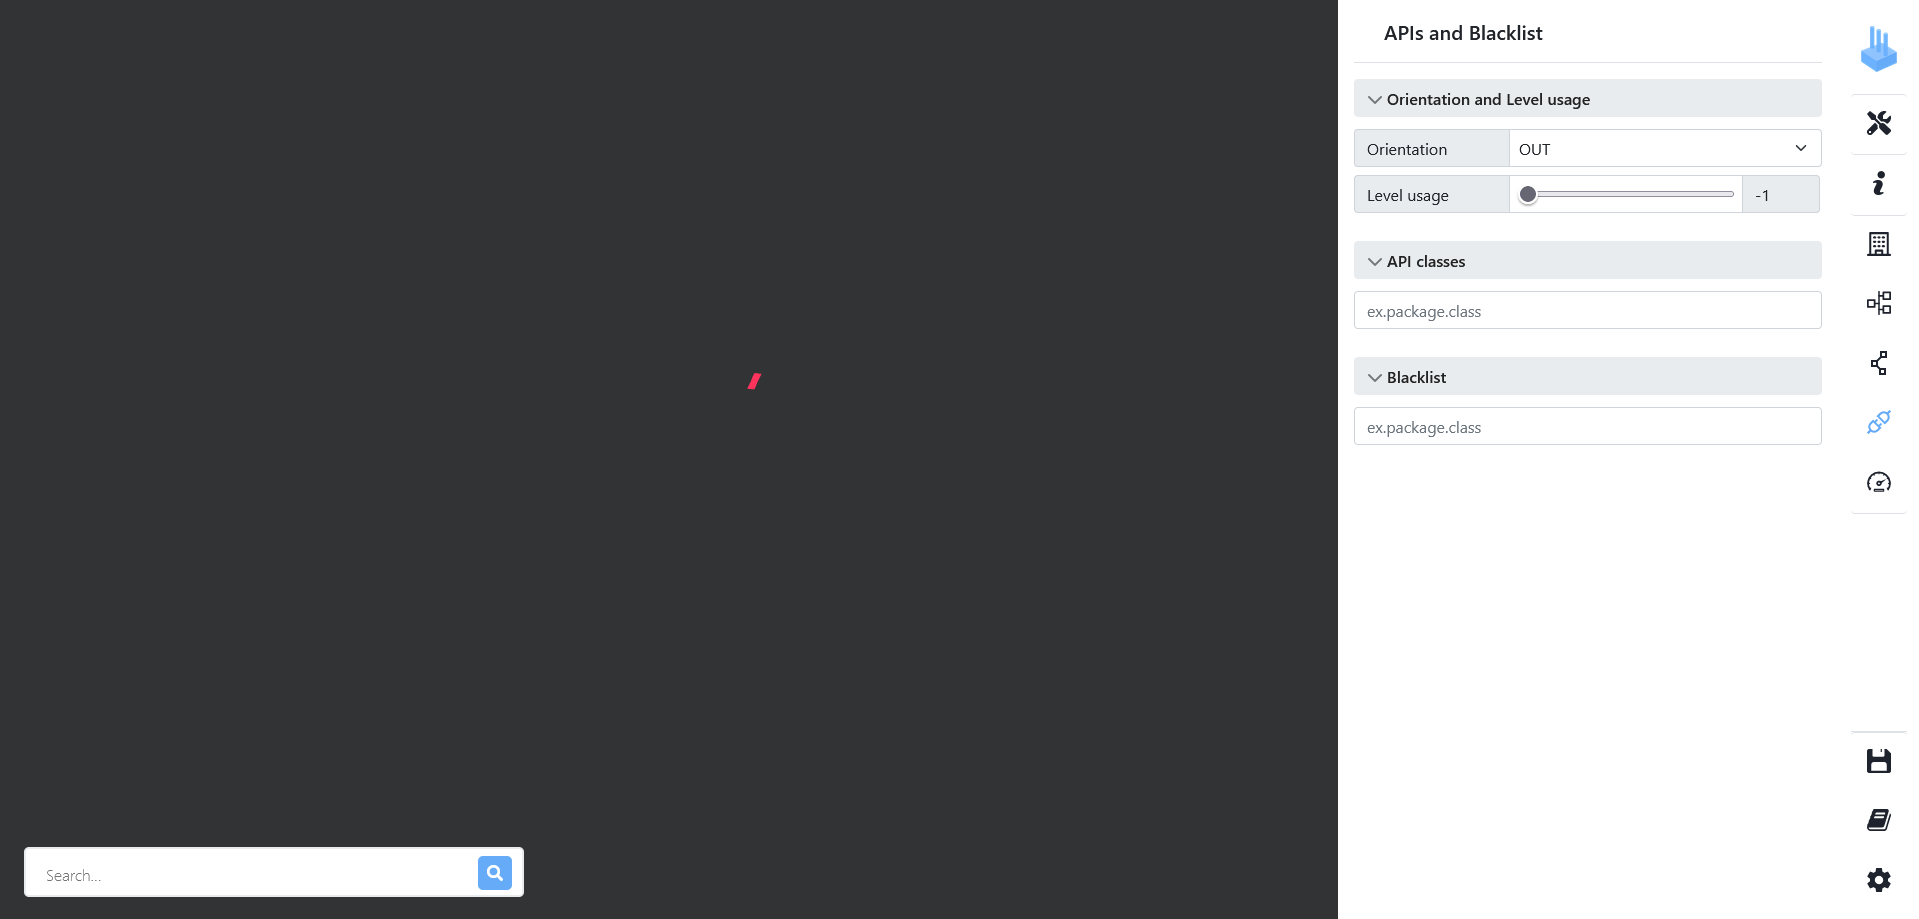 APIs and Blacklist
Orientation and Level usage
Orientation
OUT
Level usage
-1
API classes
ex.package.class
Blacklist
ex.package.class
Search...